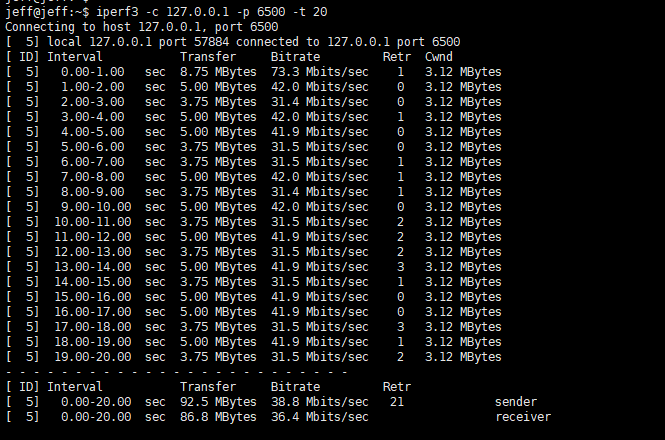 jeff@jeff:~$ iperf3 -c 127.0.0.1 -p 6500 -t 20
Connecting to host 127.0.0.1, port 6500
[  5] local 127.0.0.1 port 57884 connected to 127.0.0.1 port 6500
[ ID] Interval           Transfer     Bitrate         Retr  Cwnd
[  5]   0.00-1.00   sec  8.75 MBytes  73.3 Mbits/sec    1   3.12 MBytes
[  5]   1.00-2.00   sec  5.00 MBytes  42.0 Mbits/sec    0   3.12 MBytes
[  5]   2.00-3.00   sec  3.75 MBytes  31.4 Mbits/sec    0   3.12 MBytes
[  5]   3.00-4.00   sec  5.00 MBytes  42.0 Mbits/sec    1   3.12 MBytes
[  5]   4.00-5.00   sec  5.00 MBytes  41.9 Mbits/sec    0   3.12 MBytes
[  5]   5.00-6.00   sec  3.75 MBytes  31.5 Mbits/sec    0   3.12 MBytes
[  5]   6.00-7.00   sec  3.75 MBytes  31.5 Mbits/sec    1   3.12 MBytes
[  5]   7.00-8.00   sec  5.00 MBytes  42.0 Mbits/sec    1   3.12 MBytes
[  5]   8.00-9.00   sec  3.75 MBytes  31.4 Mbits/sec    1   3.12 MBytes
[  5]   9.00-10.00  sec  5.00 MBytes  42.0 Mbits/sec    0   3.12 MBytes
[  5]  10.00-11.00  sec  3.75 MBytes  31.5 Mbits/sec    2   3.12 MBytes
[  5]  11.00-12.00  sec  5.00 MBytes  41.9 Mbits/sec    2   3.12 MBytes
[  5]  12.00-13.00  sec  3.75 MBytes  31.5 Mbits/sec    2   3.12 MBytes
[  5]  13.00-14.00  sec  5.00 MBytes  41.9 Mbits/sec    3   3.12 MBytes
[  5]  14.00-15.00  sec  3.75 MBytes  31.5 Mbits/sec    1   3.12 MBytes
[  5]  15.00-16.00  sec  5.00 MBytes  41.9 Mbits/sec    0   3.12 MBytes
[  5]  16.00-17.00  sec  5.00 MBytes  41.9 Mbits/sec    0   3.12 MBytes
[  5]  17.00-18.00  sec  3.75 MBytes  31.5 Mbits/sec    3   3.12 MBytes
[  5]  18.00-19.00  sec  5.00 MBytes  41.9 Mbits/sec    1   3.12 MBytes
[  5]  19.00-20.00  sec  3.75 MBytes  31.5 Mbits/sec    2   3.12 MBytes
- - - - - - - - - - - - - - - - - - - - - - - - -
[ ID] Interval           Transfer     Bitrate         Retr
[  5]   0.00-20.00  sec  92.5 MBytes  38.8 Mbits/sec   21             sender
[  5]   0.00-20.00  sec  86.8 MBytes  36.4 Mbits/sec                  receiver